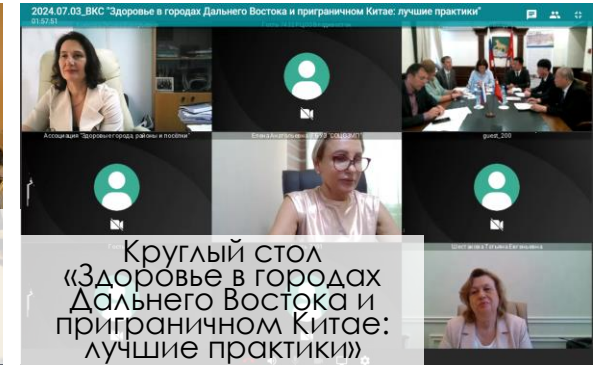 2024.07.03_ВКС "Здоровье в городах Дальнего Востока и приграничном Китае: лучшие практики"
01:57:51
Ассоциация "Здоровые города, районы и посёлки"
guest_200
Шестакова Татьяна Евгеньевна
Круглый стол
«Здоровье в городах
Дальнего Востока и
приграничном Китае:
лучшие практики»